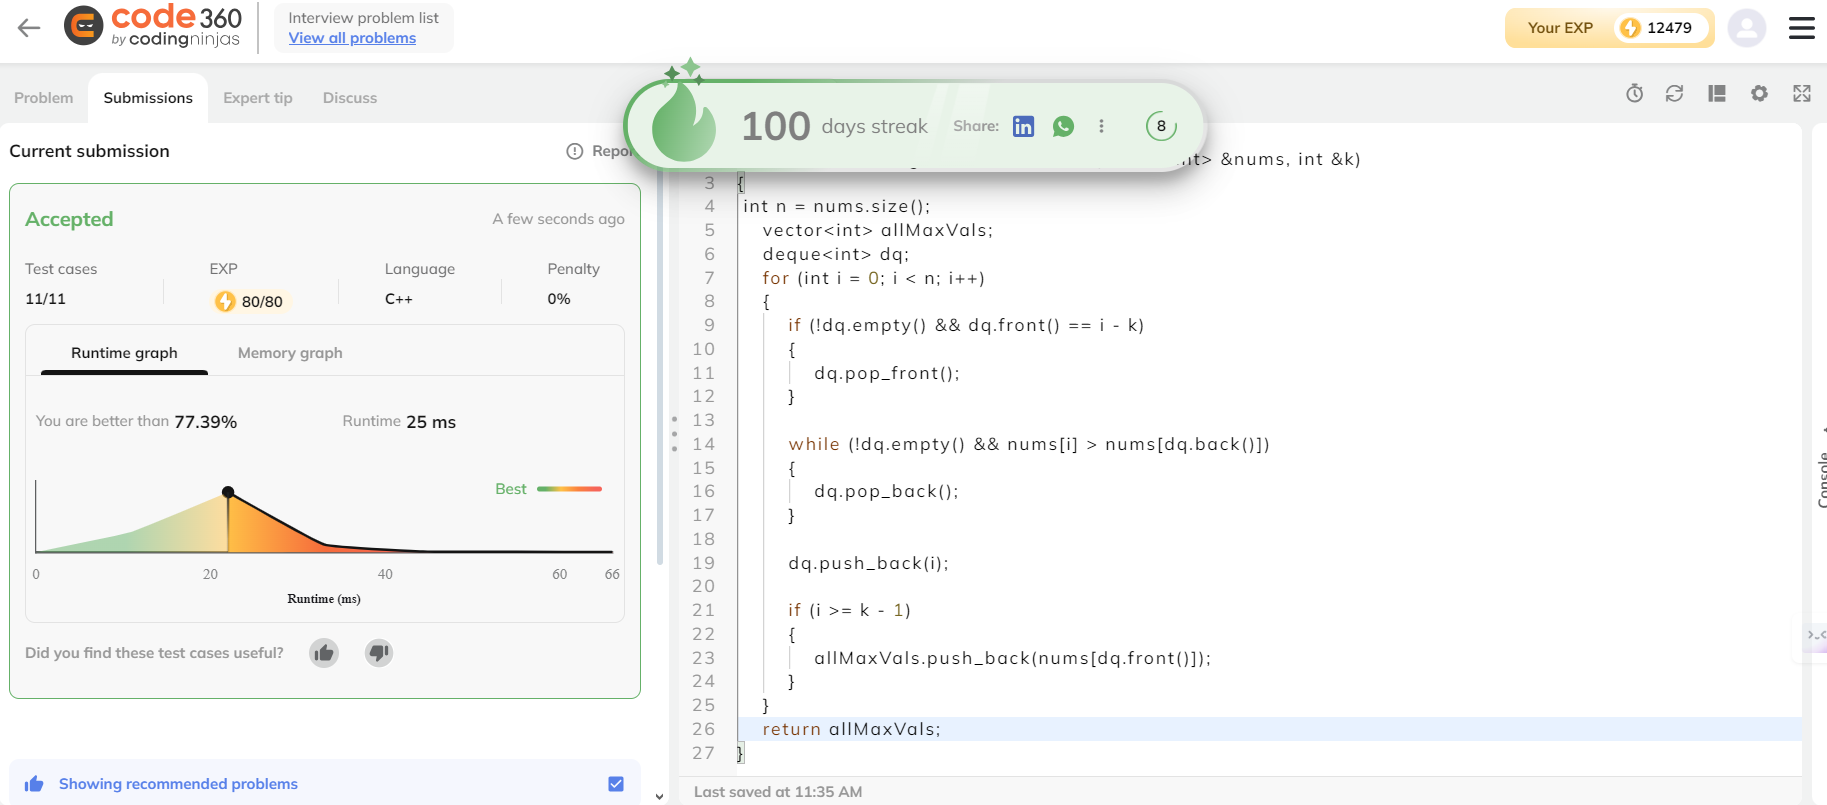 code 360
by codingninjas
Interview problem list
View all problems
Your EXP 12479
Problem Submissions Expert tip Discuss
100 days streak Share: in 8
Current submission
Accepted
A few seconds ago
Test cases EXP Language Penalty
11/11 80/80 C++ 0%
Runtime graph Memory graph
You are better than 77.39% Runtime 25 ms
Best
0 20 40 60 66
Runtime (ms)
Did you find these test cases useful?
Showing recommended problems
&nums, int &k)
3 {
4 int n = nums.size();
5 vector<int> allMaxVals;
6 deque<int> dq;
7 for (int i = 0; i < n; i++)
8 {
9 if (!dq.empty() && dq.front() == i - k)
10 {
11 dq.pop_front();
12 }
13
14 while (!dq.empty() && nums[i] > nums[dq.back()])
15 {
16 dq.pop_back();
17 }
18
19 dq.push_back(i);
20
21 if (i >= k - 1)
22 {
23 allMaxVals.push_back(nums[dq.front()]);
24 }
25 }
26 return allMaxVals;
27 }
Last saved at 11:35 AM
Console